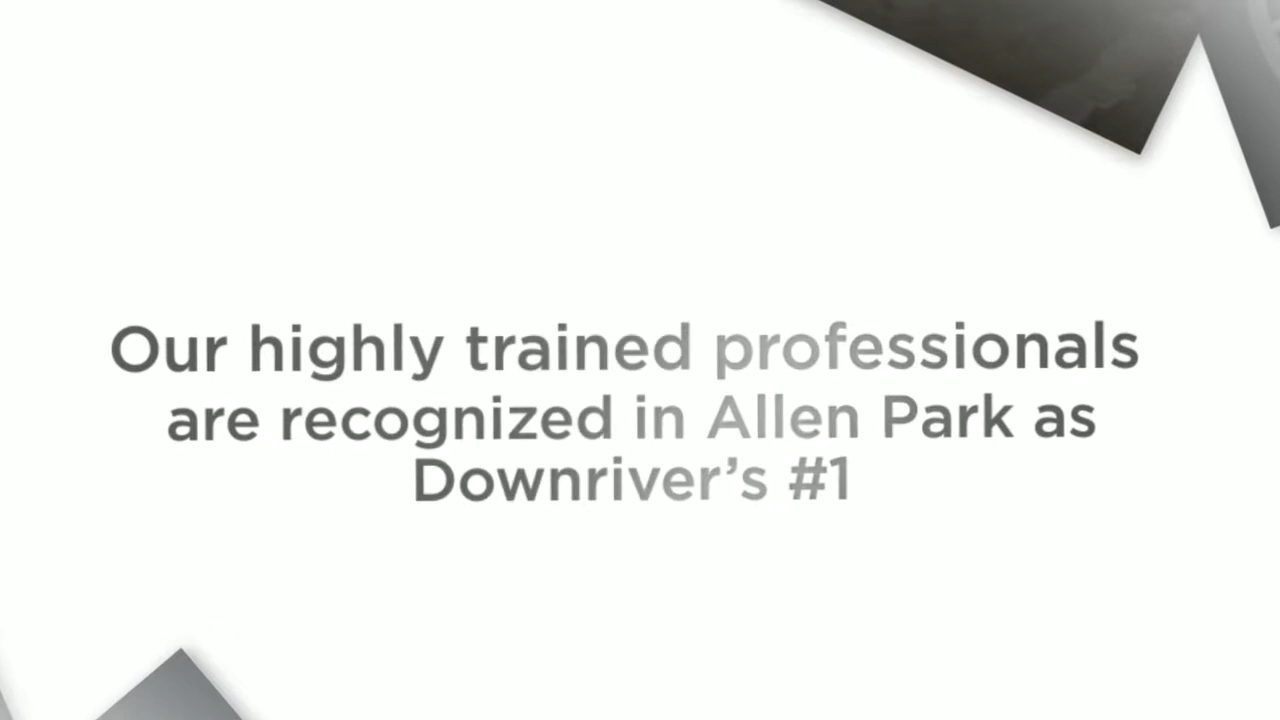 Our highly trained professionals
are recognized in Allen Park as
Downriver’s #1